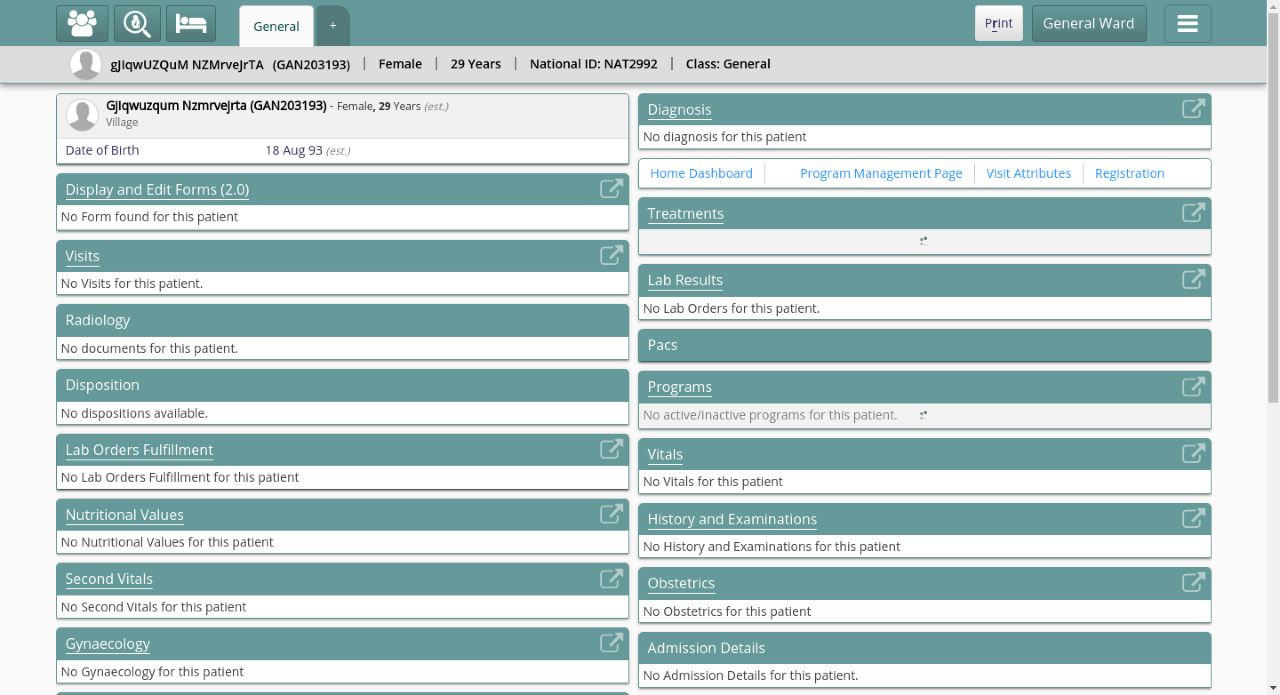 General
+
Print
General Ward
gJIqwUZQuM NZMrveJrTA (GAN203193) | Female | 29 Years | National ID: NAT2992 | Class: General
GJIqwuzqum Nzmrvejrta (GAN203193) - Female, 29 Years (est.)
Village
Date of Birth 18 Aug 93 (est.)
Display and Edit Forms (2.0)
No Form found for this patient
Visits
No Visits for this patient.
Radiology
No documents for this patient.
Disposition
No dispositions available.
Lab Orders Fulfillment
No Lab Orders Fulfillment for this patient
Nutritional Values
No Nutritional Values for this patient
Second Vitals
No Second Vitals for this patient
Gynaecology
No Gynaecology for this patient
Diagnosis
No diagnosis for this patient
Home Dashboard Program Management Page Visit Attributes Registration
Treatments
Lab Results
No Lab Orders for this patient.
Pacs
Programs
No active/inactive programs for this patient.
Vitals
No Vitals for this patient
History and Examinations
No History and Examinations for this patient
Obstetrics
No Obstetrics for this patient
Admission Details
No Admission Details for this patient.